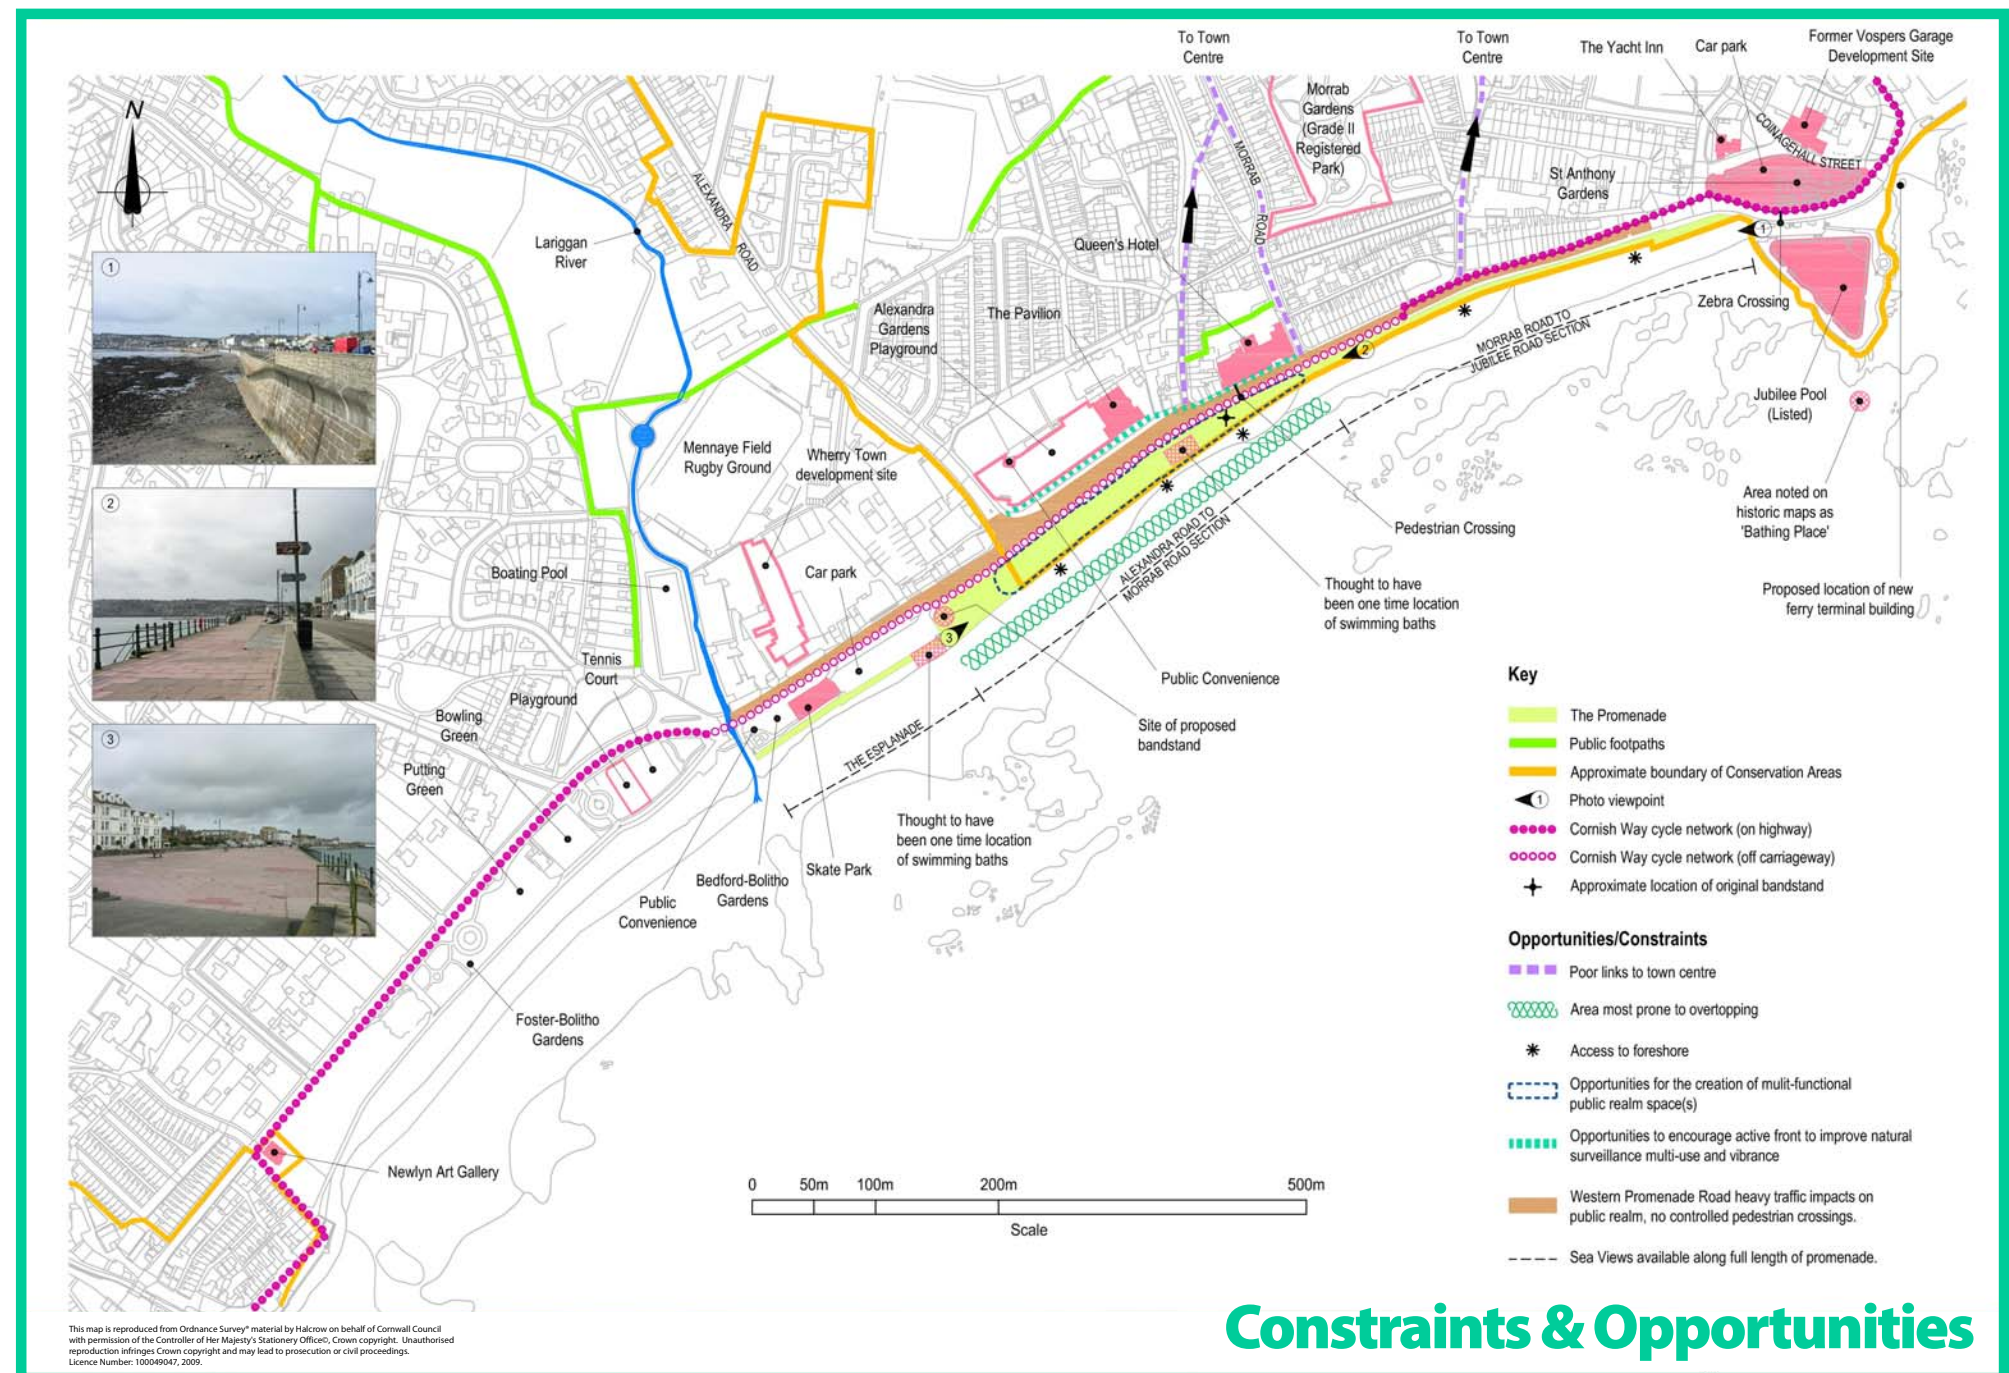 To Town
Centre
To Town
Centre
The Yacht Inn
Car park
Former Vospers Garage
Development Site
N
Morrab
Gardens
(Grade II
Registered
Park)
COINAGEHALL STREET
MORRAB
ROAD
St Anthony
Gardens
ALEXANDRA
ROAD
Lariggan
River
Queen's Hotel
1
1
Zebra Crossing
Alexandra
Gardens
Playground
The Pavilion
MORRAB ROAD TO
JUBILEE ROAD SECTION
2
Jubilee Pool
(Listed)
Mennaye Field
Rugby Ground
Wherry Town
development site
Area noted on
historic maps as
'Bathing Place'
2
Pedestrian Crossing
ALEXANDRA ROAD TO
MORRAB ROAD SECTION
Boating Pool
Car park
Thought to have
been one time location
of swimming baths
Proposed location of new
ferry terminal building
3
Tennis
Court
Playground
Public Convenience
Bowling
Green
Site of proposed
bandstand
THE ESPLANADE
3
Putting
Green
Thought to have
been one time location
of swimming baths
Skate Park
Bedford-Bolitho
Gardens
Public
Convenience
Foster-Bolitho
Gardens
Newlyn Art Gallery
Key
The Promenade
Public footpaths
Approximate boundary of Conservation Areas
1
Photo viewpoint
Cornish Way cycle network (on highway)
Cornish Way cycle network (off carriageway)
Approximate location of original bandstand
Opportunities/Constraints
Poor links to town centre
Area most prone to overtopping
Access to foreshore
Opportunities for the creation of mulit-functional
public realm space(s)
Opportunities to encourage active front to improve natural
surveillance multi-use and vibrance
Western Promenade Road heavy traffic impacts on
public realm, no controlled pedestrian crossings.
Sea Views available along full length of promenade.
0 50m 100m 200m 500m
Scale
Constraints & Opportunities
This map is reproduced from Ordnance Survey® material by Halcrow on behalf of Cornwall Council
with permission of the Controller of Her Majesty's Stationery Office©, Crown copyright. Unauthorised
reproduction infringes Crown copyright and may lead to prosecution or civil proceedings.
Licence Number: 100049047, 2009.